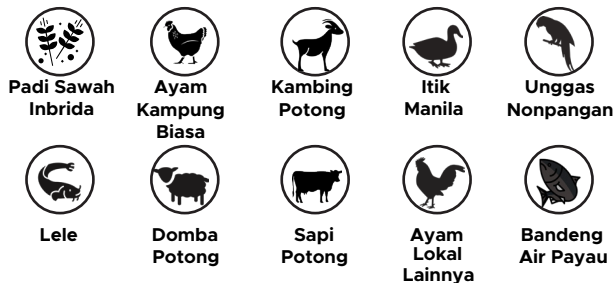 Padi Sawah
Inbrida
Ayam
Kampung
Biasa
Kambing
Potong
Itik
Manila
Unggas
Nonpangan
Lele
Domba
Potong
Sapi
Potong
Ayam
Lokal
Lainnya
Bandeng
Air Payau